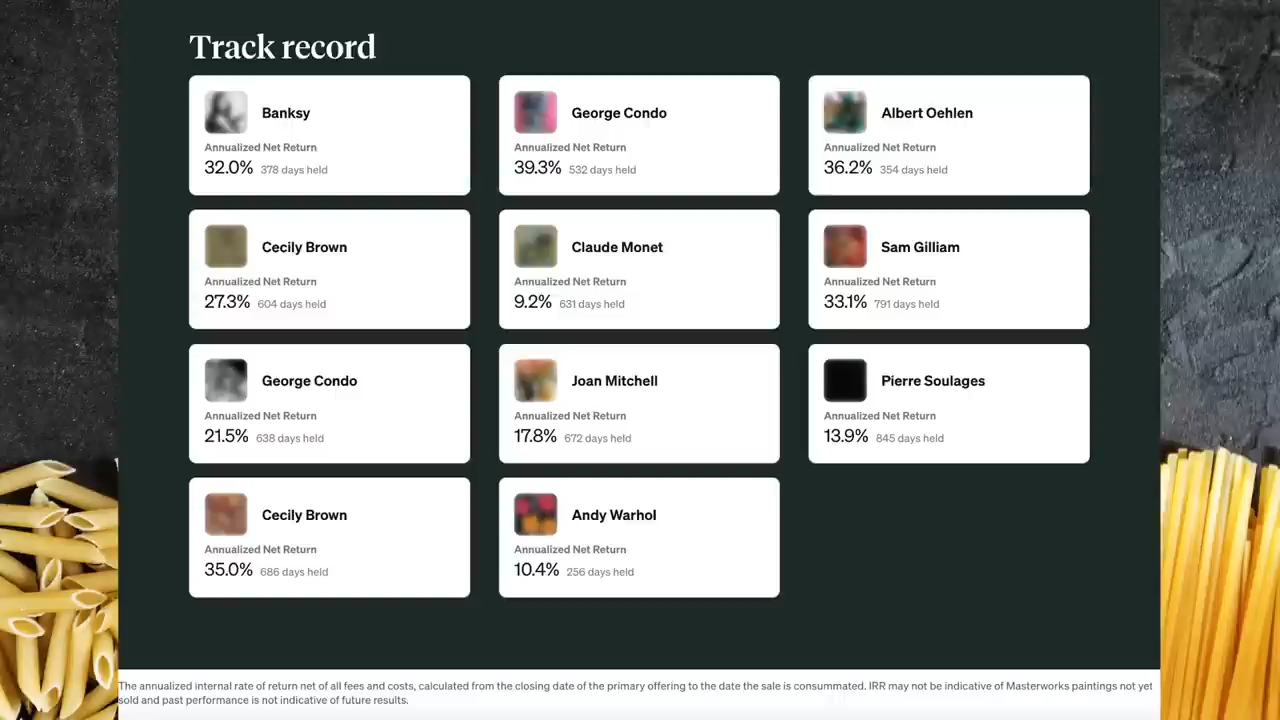 Track record
Banksy
Annualized Net Return
32.0% 378 days held
George Condo
Annualized Net Return
39.3% 532 days held
Albert Oehlen
Annualized Net Return
36.2% 354 days held
Cecily Brown
Annualized Net Return
27.3% 604 days held
Claude Monet
Annualized Net Return
9.2% 631 days held
Sam Gilliam
Annualized Net Return
33.1% 791 days held
George Condo
Annualized Net Return
21.5% 638 days held
Joan Mitchell
Annualized Net Return
17.8% 672 days held
Pierre Soulages
Annualized Net Return
13.9% 845 days held
Cecily Brown
Annualized Net Return
35.0% 686 days held
Andy Warhol
Annualized Net Return
10.4% 256 days held
The annualized internal rate of return net of all fees and costs, calculated from the closing date of the primary offering to the date the sale is consummated. IRR may not be indicative of Masterworks paintings not yet
sold and past performance is not indicative of future results.